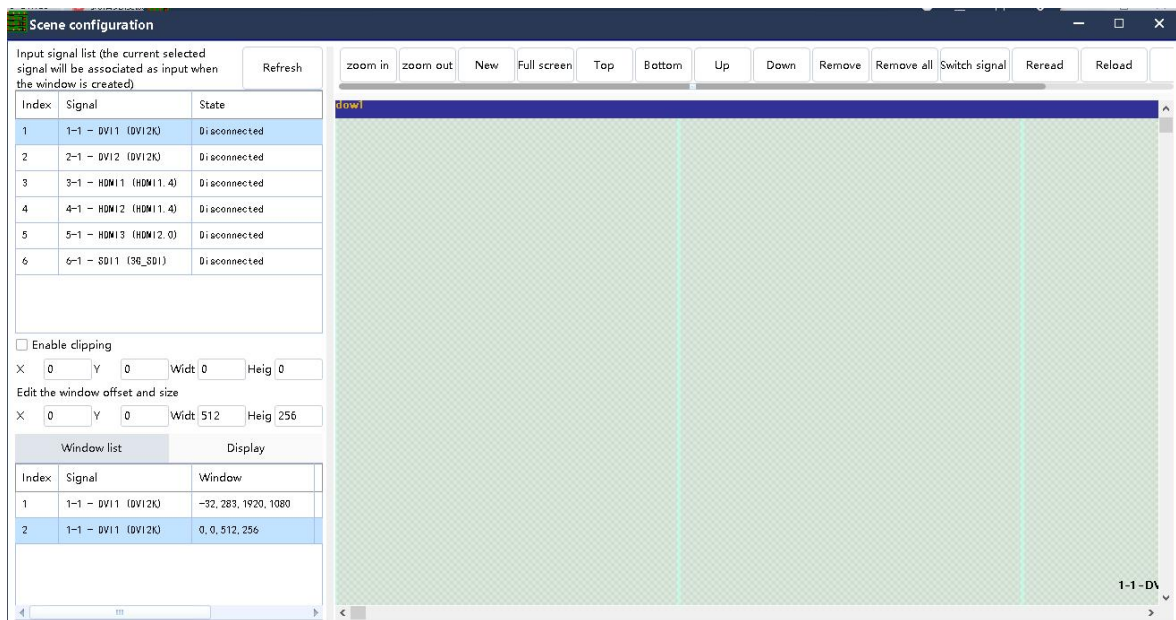 Scene configuration
Input signal list (the current selected
signal will be associated as input when
the window is created)
Refresh
zoom in zoom out New Full screen Top Bottom Up Down Remove Remove all Switch signal Reread Reload
Index Signal State
1 1-1 - DVI1 (DVI2K) Disconnected
2 2-1 - DVI2 (DVI2K) Disconnected
3 3-1 - HDMI1 (HDMI1.4) Disconnected
4 4-1 - HDMI2 (HDMI1.4) Disconnected
5 5-1 - HDMI3 (HDMI2.0) Disconnected
6 6-1 - SDI1 (3G_SDI) Disconnected
Enable clipping
X 0 Y 0 Widt 0 Heig 0
Edit the window offset and size
X 0 Y 0 Widt 512 Heig 256
Window list Display
Index Signal Window
1 1-1 - DVI1 (DVI2K) -32, 283, 1920, 1080
2 1-1 - DVI1 (DVI2K) 0, 0, 512, 256
1-1-DV